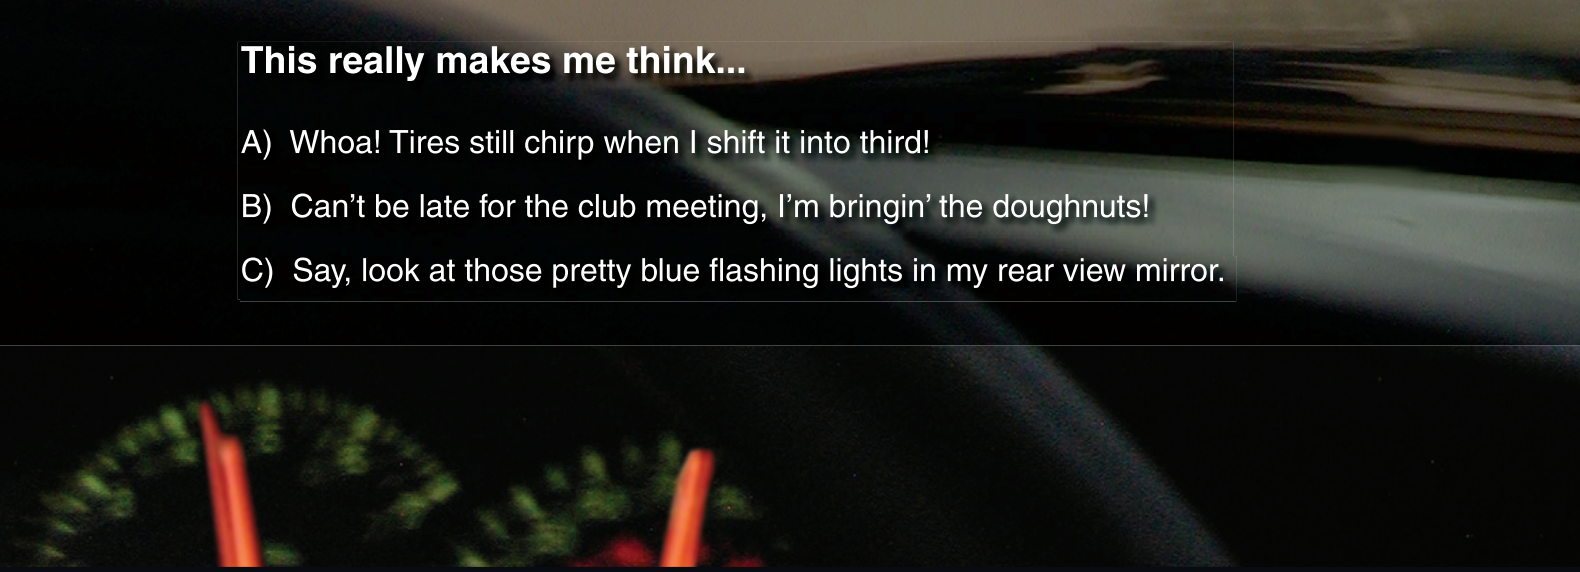 This really makes me think...
A) Whoa! Tires still chirp when I shift it into third!
B) Can’t be late for the club meeting, I’m bringin’ the doughnuts!
C) Say, look at those pretty blue flashing lights in my rear view mirror.